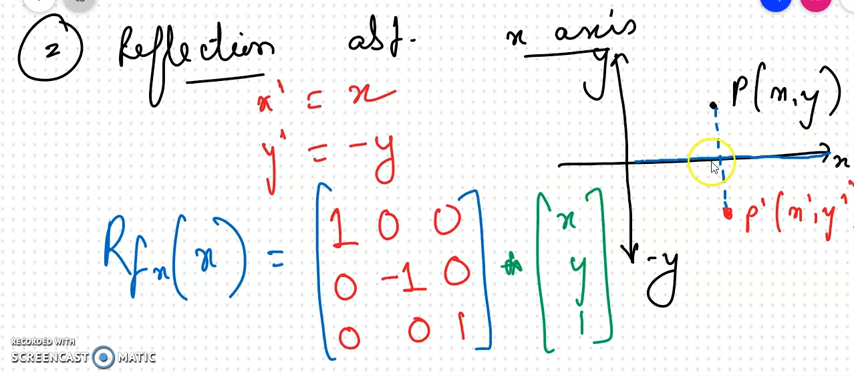 2 Reflection abt. x axis
x' = x
y' = -y
y
P(x,y)
x
P'(x',y')
-y
Rfx(x) = [1 0 0
0 -1 0
0 0 1] * [x
y
1]
RECORDED WITH
SCREENCAST MATIC